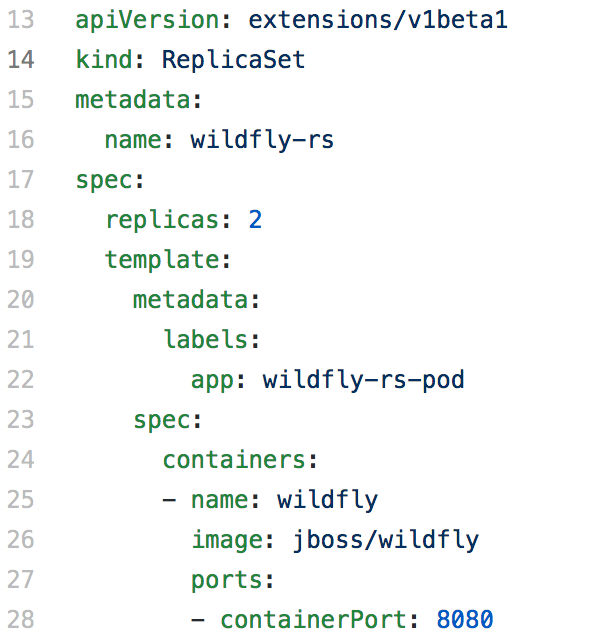 13 apiVersion: extensions/v1beta1
14 kind: ReplicaSet
15 metadata:
16   name: wildfly-rs
17 spec:
18   replicas: 2
19   template:
20     metadata:
21       labels:
22         app: wildfly-rs-pod
23     spec:
24       containers:
25       - name: wildfly
26         image: jboss/wildfly
27         ports:
28         - containerPort: 8080